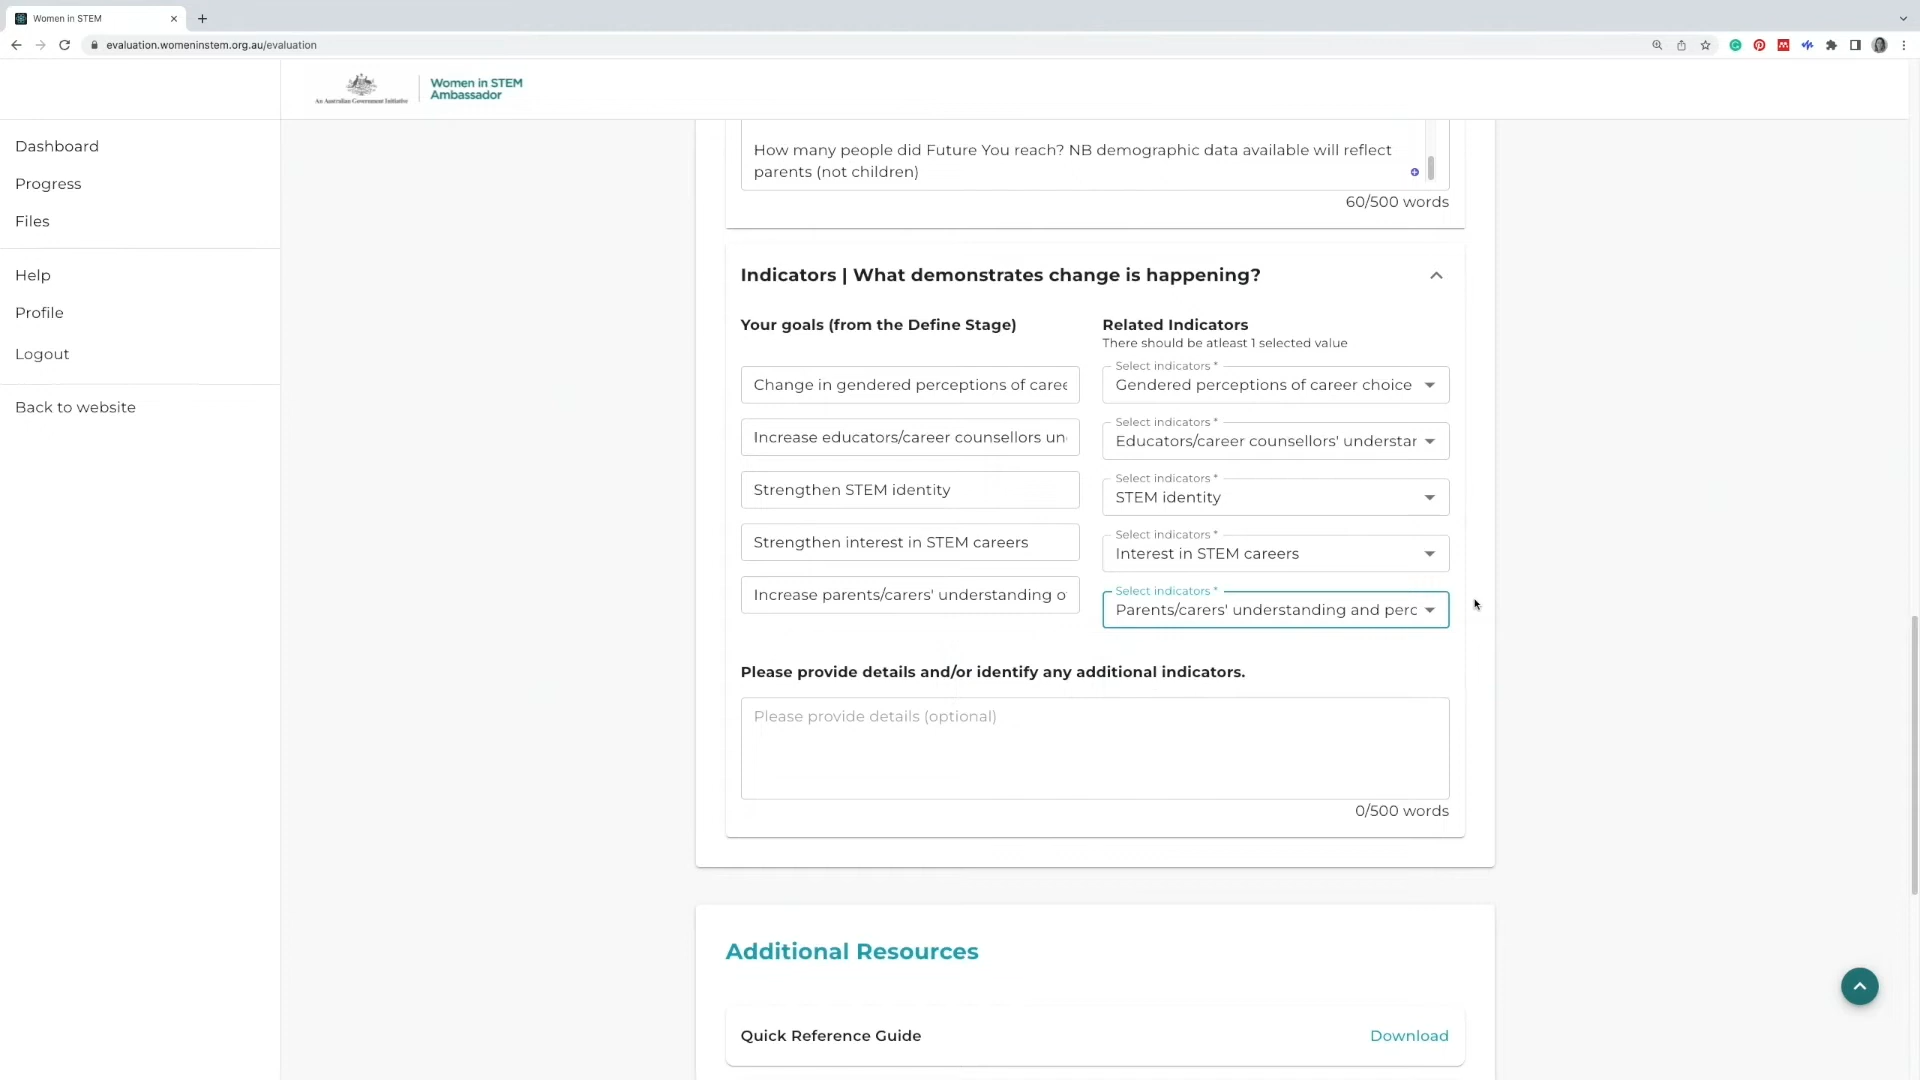 Women in STEM
evaluation.womeninstem.org.au/evaluation
An Australian Government Initiative
Women in STEM
Ambassador
Dashboard
Progress
Files
Help
Profile
Logout
Back to website
How many people did Future You reach? NB demographic data available will reflect
parents (not children)
60/500 words
Indicators | What demonstrates change is happening?
Your goals (from the Define Stage)
Related Indicators
There should be atleast 1 selected value
Select indicators *
Change in gendered perceptions of caree
Gendered perceptions of career choice
Select indicators *
Increase educators/career counsellors un
Educators/career counsellors' understar
Select indicators *
Strengthen STEM identity
STEM identity
Select indicators *
Strengthen interest in STEM careers
Interest in STEM careers
Select indicators *
Increase parents/carers' understanding o
Parents/carers' understanding and perc
Please provide details and/or identify any additional indicators.
Please provide details (optional)
0/500 words
Additional Resources
Quick Reference Guide
Download